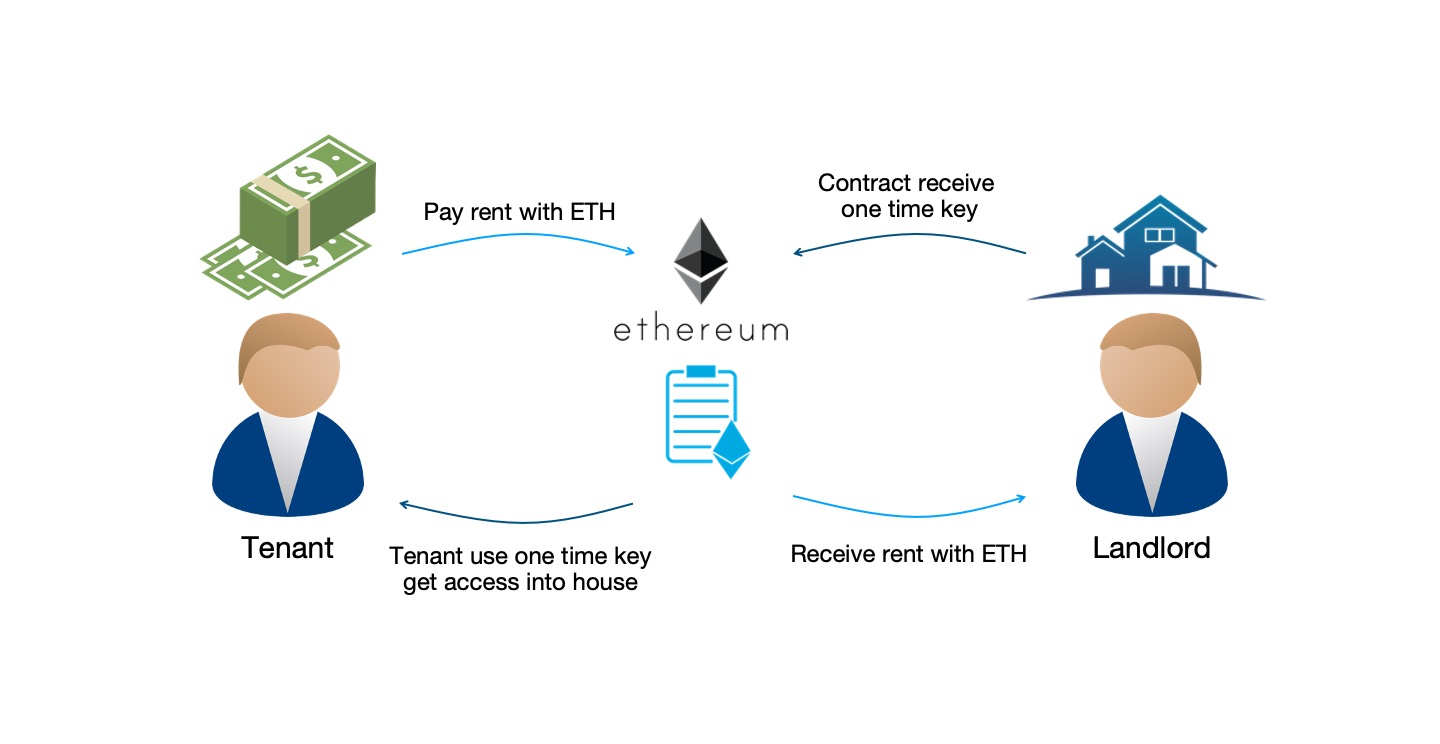 Pay rent with ETH
Contract receive
one time key
$
$
ethereum
Tenant
Tenant use one time key
get access into house
Receive rent with ETH
Landlord